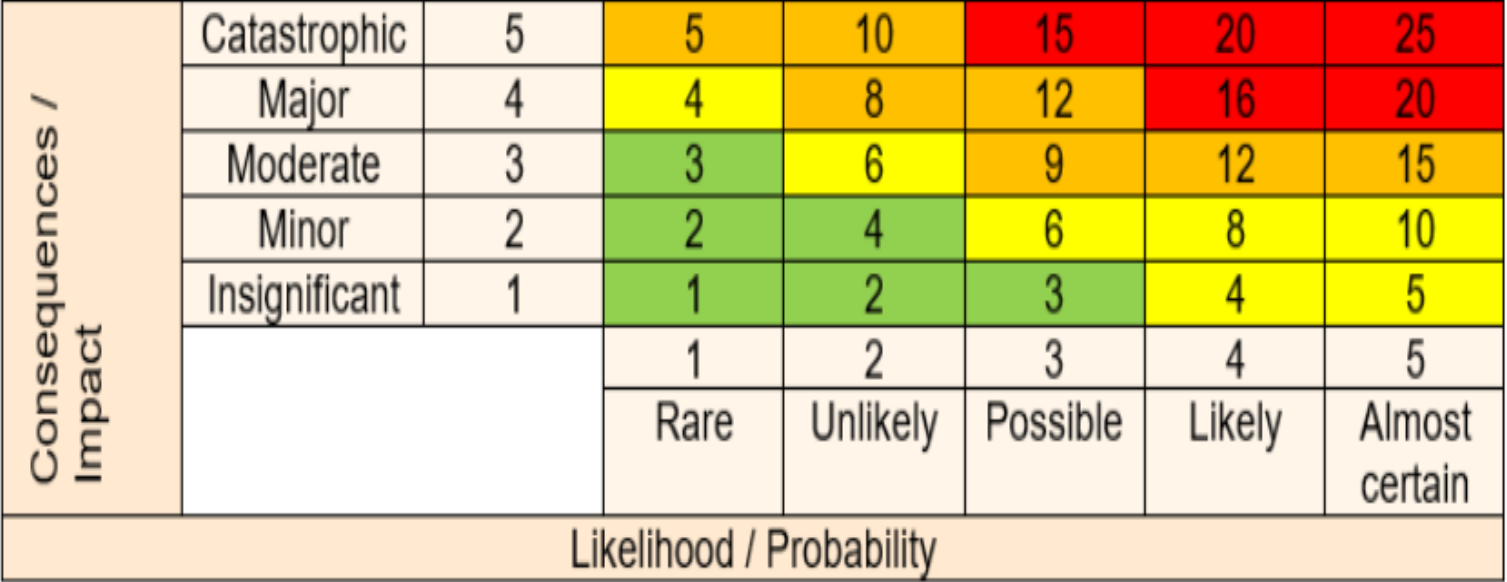 Consequences /
Impact
Catastrophic 5 5 10 15 20 25
Major 4 4 8 12 16 20
Moderate 3 3 6 9 12 15
Minor 2 2 4 6 8 10
Insignificant 1 1 2 3 4 5
1 2 3 4 5
Rare Unlikely Possible Likely Almost
certain
Likelihood / Probability